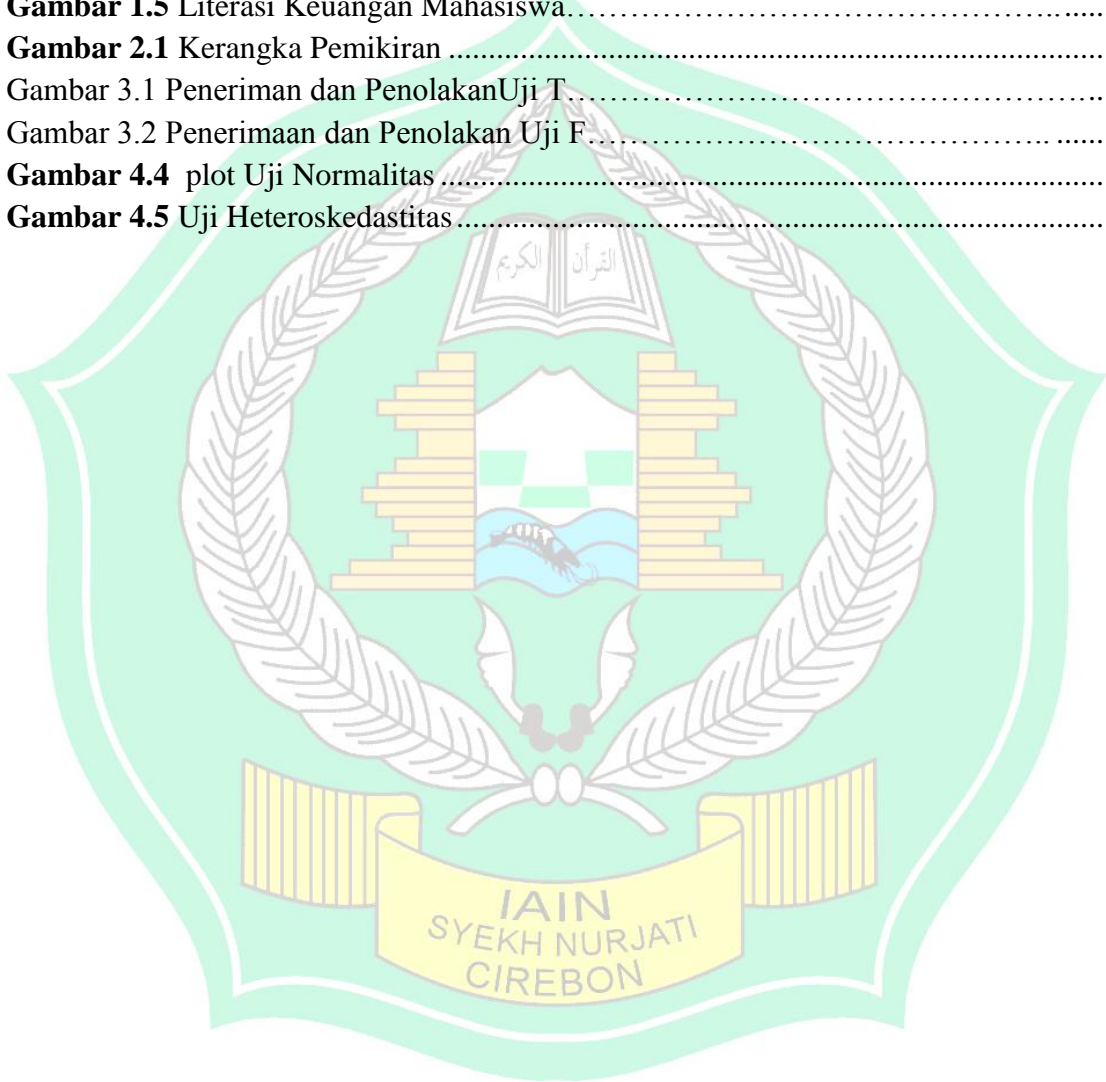 Gambar 1.5 Literasi Keuangan Mahasiswa……………………………………….. .....
Gambar 2.1 Kerangka Pemikiran ........................................................................................
Gambar 3.1 Peneriman dan PenolakanUji T…………………………………………..
Gambar 3.2 Penerimaan dan Penolakan Uji F………………………………………. ......
Gambar 4.4  plot Uji Normalitas .........................................................................................
Gambar 4.5 Uji Heteroskedastitas .......................................................................................
القرآن الكريم
IAIN
SYEKH NURJATI
CIREBON